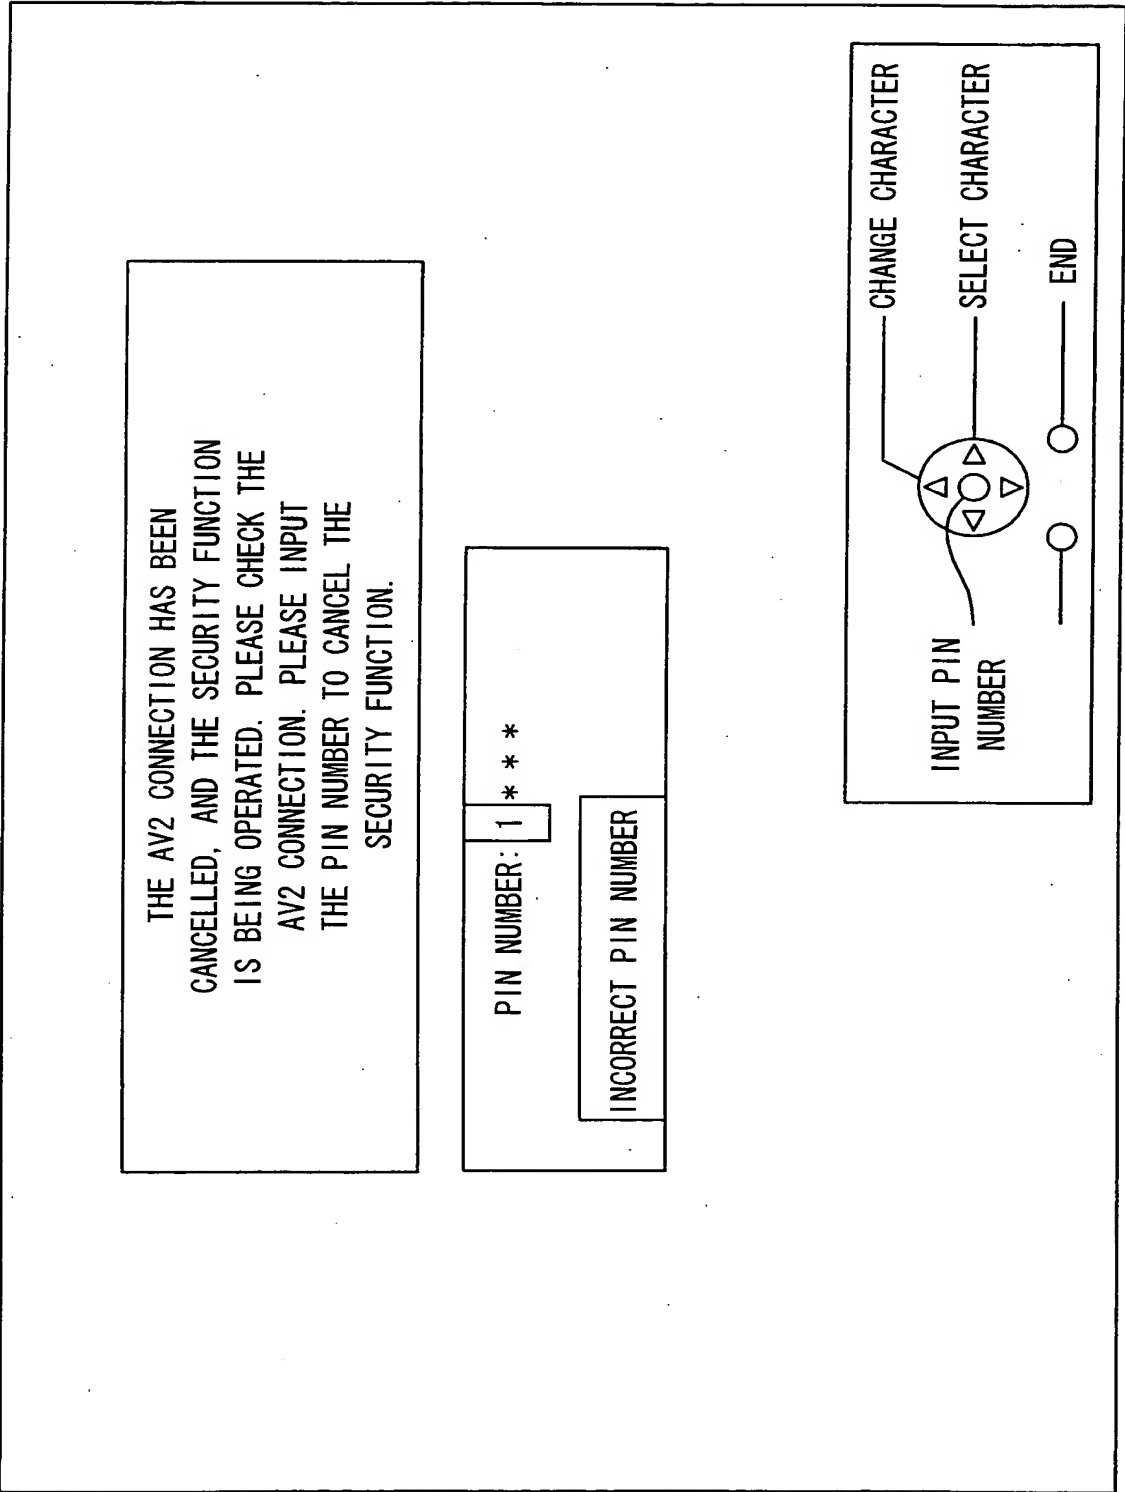 THE AV2 CONNECTION HAS BEEN
CANCELLED, AND THE SECURITY FUNCTION
IS BEING OPERATED. PLEASE CHECK THE
AV2 CONNECTION. PLEASE INPUT
THE PIN NUMBER TO CANCEL THE
SECURITY FUNCTION.
PIN NUMBER: 1 * * *
INCORRECT PIN NUMBER
CHANGE CHARACTER
SELECT CHARACTER
INPUT PIN
NUMBER
END